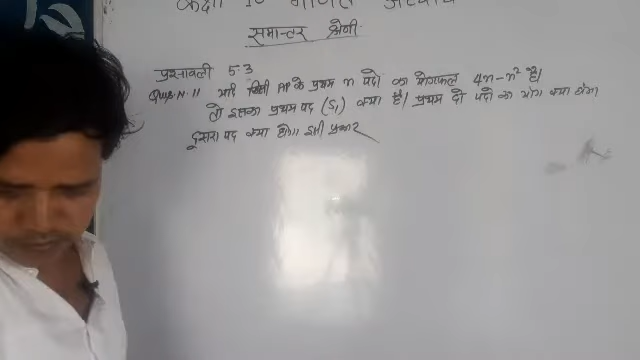 कक्षा 10 गणित अध्याय
समान्तर श्रेणी
प्रश्नावली 5.3
Ques.N. 11 यदि किसी AP के प्रथम n पदो का योगफल 4n-n² है।
तो इसका प्रथम पद (S₁) क्या है। प्रथम दो पदो का योग क्या होगा
दूसरा पद क्या होगा। इसी प्रकार